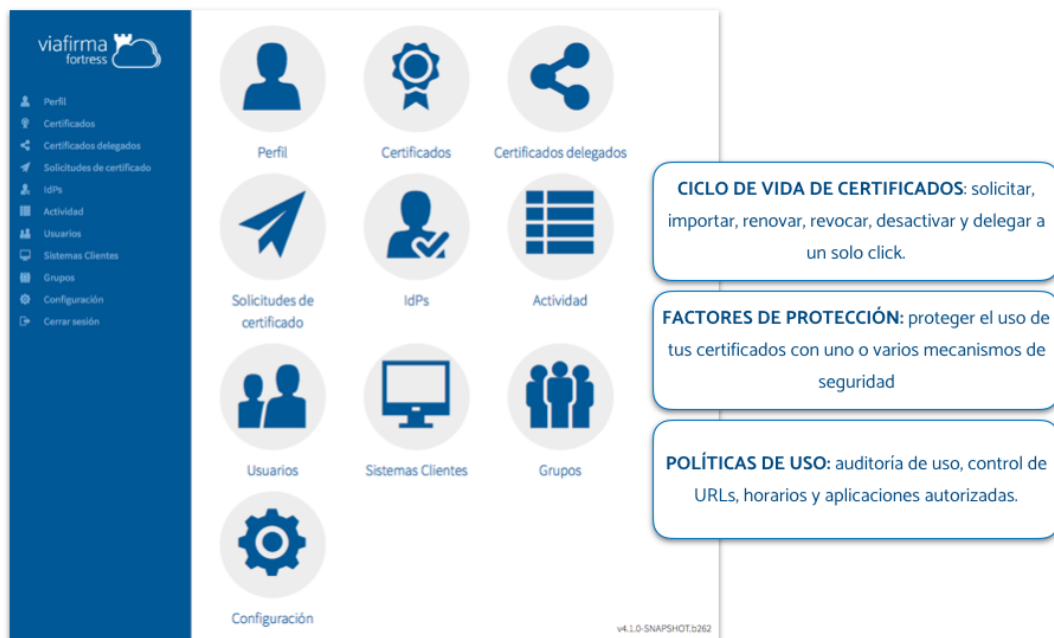 viafirma
fortress
Perfil
Certificados
Certificados delegados
Solicitudes de certificado
IdPs
Actividad
Usuarios
Sistemas Clientes
Grupos
Configuración
Cerrar sesión
Perfil
Certificados
Certificados delegados
Solicitudes de
certificado
IdPs
Actividad
Usuarios
Sistemas Clientes
Grupos
Configuración
v4.1.0-SNAPSHOT.b262
CICLO DE VIDA DE CERTIFICADOS: solicitar,
importar, renovar, revocar, desactivar y delegar a
un solo click.
FACTORES DE PROTECCIÓN: proteger el uso de
tus certificados con uno o varios mecanismos de
seguridad
POLÍTICAS DE USO: auditoría de uso, control de
URLs, horarios y aplicaciones autorizadas.